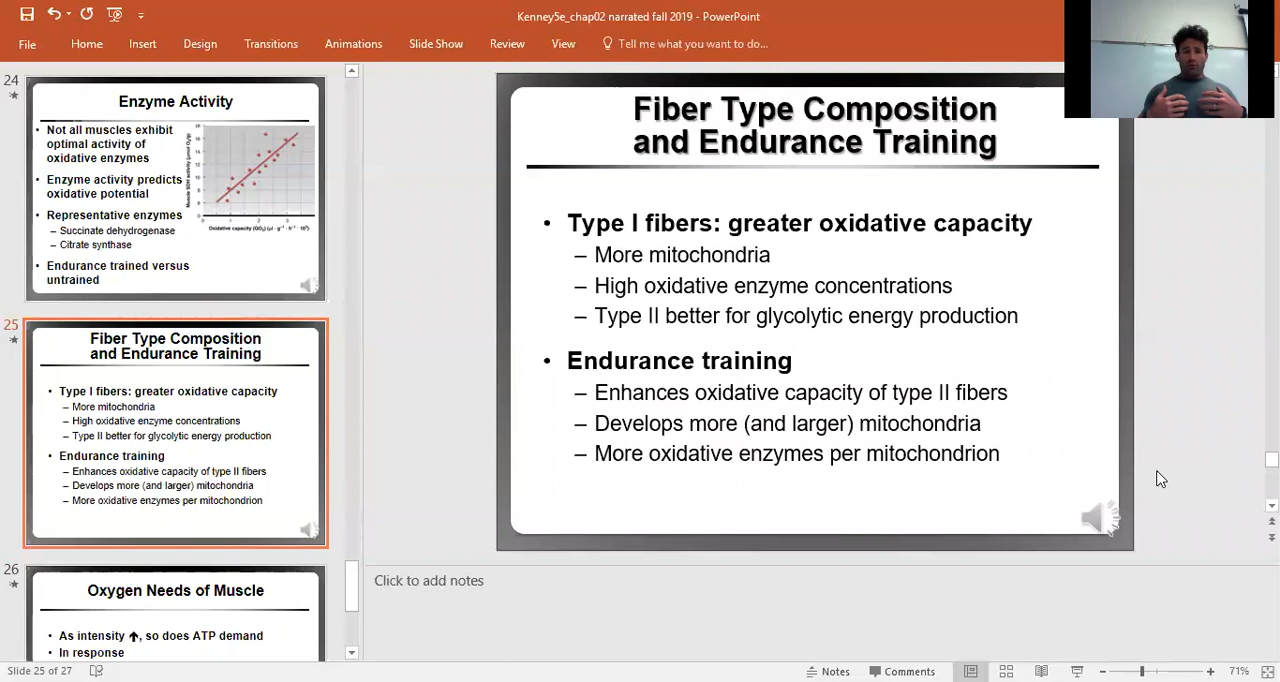 Kenney5e_chap02 narrated fall 2019 - PowerPoint
File Home Insert Design Transitions Animations Slide Show Review View Tell me what you want to do...
24
Enzyme Activity
• Not all muscles exhibit
optimal activity of
oxidative enzymes
• Enzyme activity predicts
oxidative potential
• Representative enzymes
– Succinate dehydrogenase
– Citrate synthase
• Endurance trained versus
untrained
25
Fiber Type Composition
and Endurance Training
• Type I fibers: greater oxidative capacity
– More mitochondria
– High oxidative enzyme concentrations
– Type II better for glycolytic energy production
• Endurance training
– Enhances oxidative capacity of type II fibers
– Develops more (and larger) mitochondria
– More oxidative enzymes per mitochondrion
26
Oxygen Needs of Muscle
• As intensity ↑, so does ATP demand
• In response
Fiber Type Composition
and Endurance Training
• Type I fibers: greater oxidative capacity
– More mitochondria
– High oxidative enzyme concentrations
– Type II better for glycolytic energy production
• Endurance training
– Enhances oxidative capacity of type II fibers
– Develops more (and larger) mitochondria
– More oxidative enzymes per mitochondrion
Click to add notes
Slide 25 of 27 Notes Comments 71%